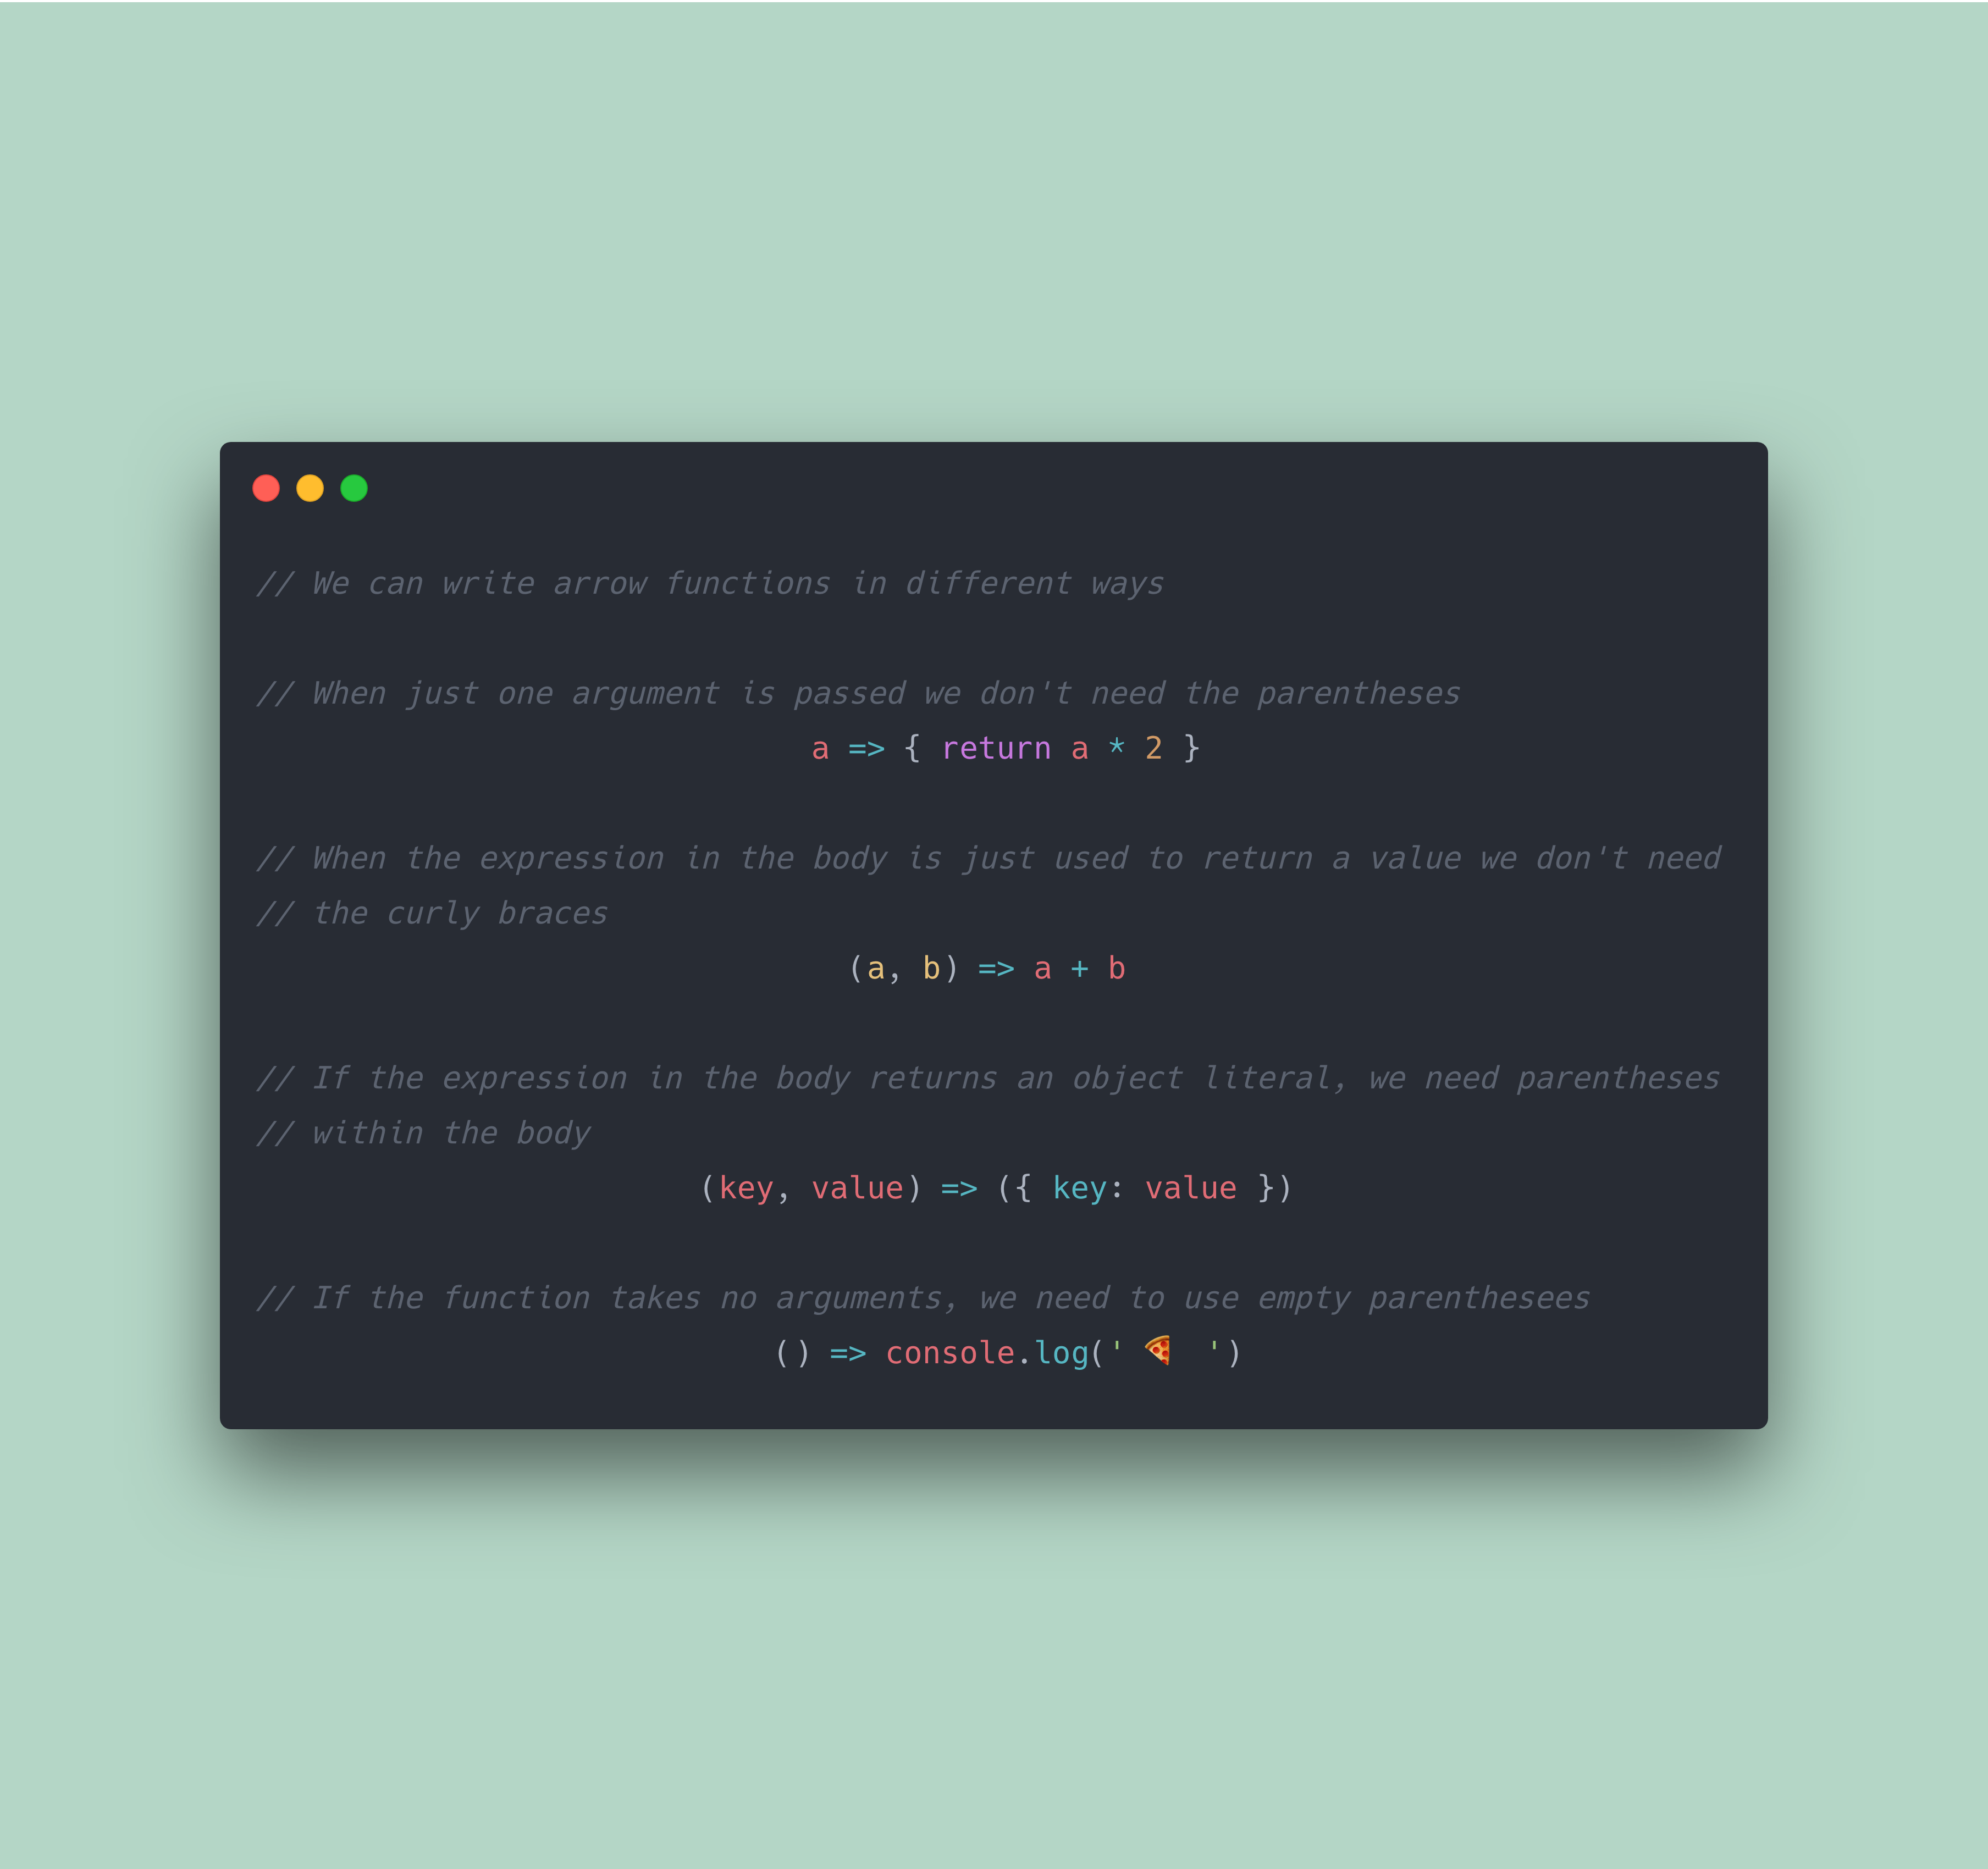 // We can write arrow functions in different ways
// When just one argument is passed we don't need the parentheses
a => { return a * 2 }
// When the expression in the body is just used to return a value we don't need
// the curly braces
(a, b) => a + b
// If the expression in the body returns an object literal, we need parentheses
// within the body
(key, value) => ({ key: value })
// If the function takes no arguments, we need to use empty parenthesees
() => console.log(' 🍕 ')